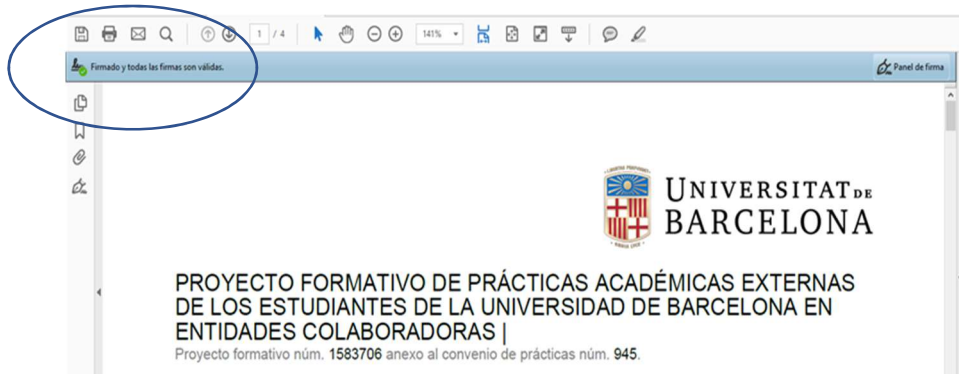 1 / 4 141%
Firmado y todas las firmas son válidas. Panel de firma
UNIVERSITAT DE
BARCELONA
PROYECTO FORMATIVO DE PRÁCTICAS ACADÉMICAS EXTERNAS
DE LOS ESTUDIANTES DE LA UNIVERSIDAD DE BARCELONA EN
ENTIDADES COLABORADORAS |
Proyecto formativo núm. 1583706 anexo al convenio de prácticas núm. 945.